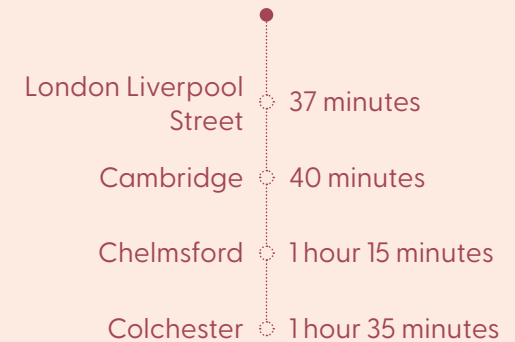 London Liverpool
Street
37 minutes
Cambridge
40 minutes
Chelmsford
1 hour 15 minutes
Colchester
1 hour 35 minutes